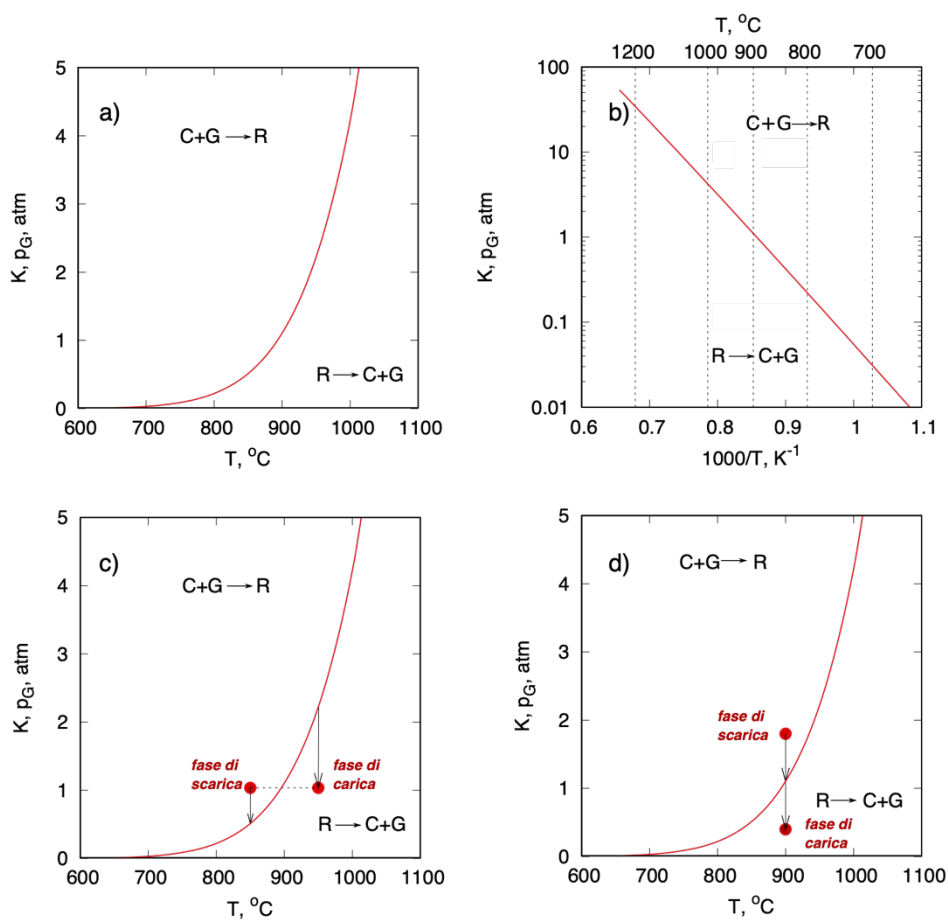 a)
C+G → R
R → C+G
K, p_G, atm
5
4
3
2
1
0
600 700 800 900 1000 1100
T, °C
T, °C
1200 1000 900 800 700
b)
C+G → R
R → C+G
K, p_G, atm
100
10
1
0.1
0.01
0.6 0.7 0.8 0.9 1 1.1
1000/T, K⁻¹
c)
C+G → R
K, p_G, atm
5
4
3
2
1
0
fase di
scarica
fase di
carica
R → C+G
600 700 800 900 1000 1100
T, °C
d)
C+G → R
K, p_G, atm
5
4
3
2
1
0
fase di
scarica
R → C+G
fase di
carica
600 700 800 900 1000 1100
T, °C